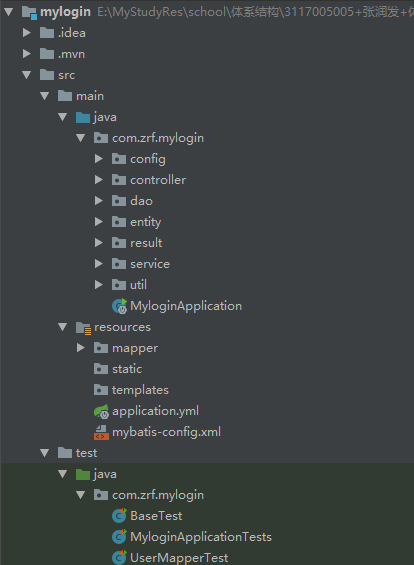 mylogin E:\MyStudyRes\school\体系结构\3117005005+张润发+
.idea
.mvn
src
main
java
com.zrf.mylogin
config
controller
dao
entity
result
service
util
MyloginApplication
resources
mapper
static
templates
application.yml
mybatis-config.xml
test
java
com.zrf.mylogin
BaseTest
MyloginApplicationTests
UserMapperTest